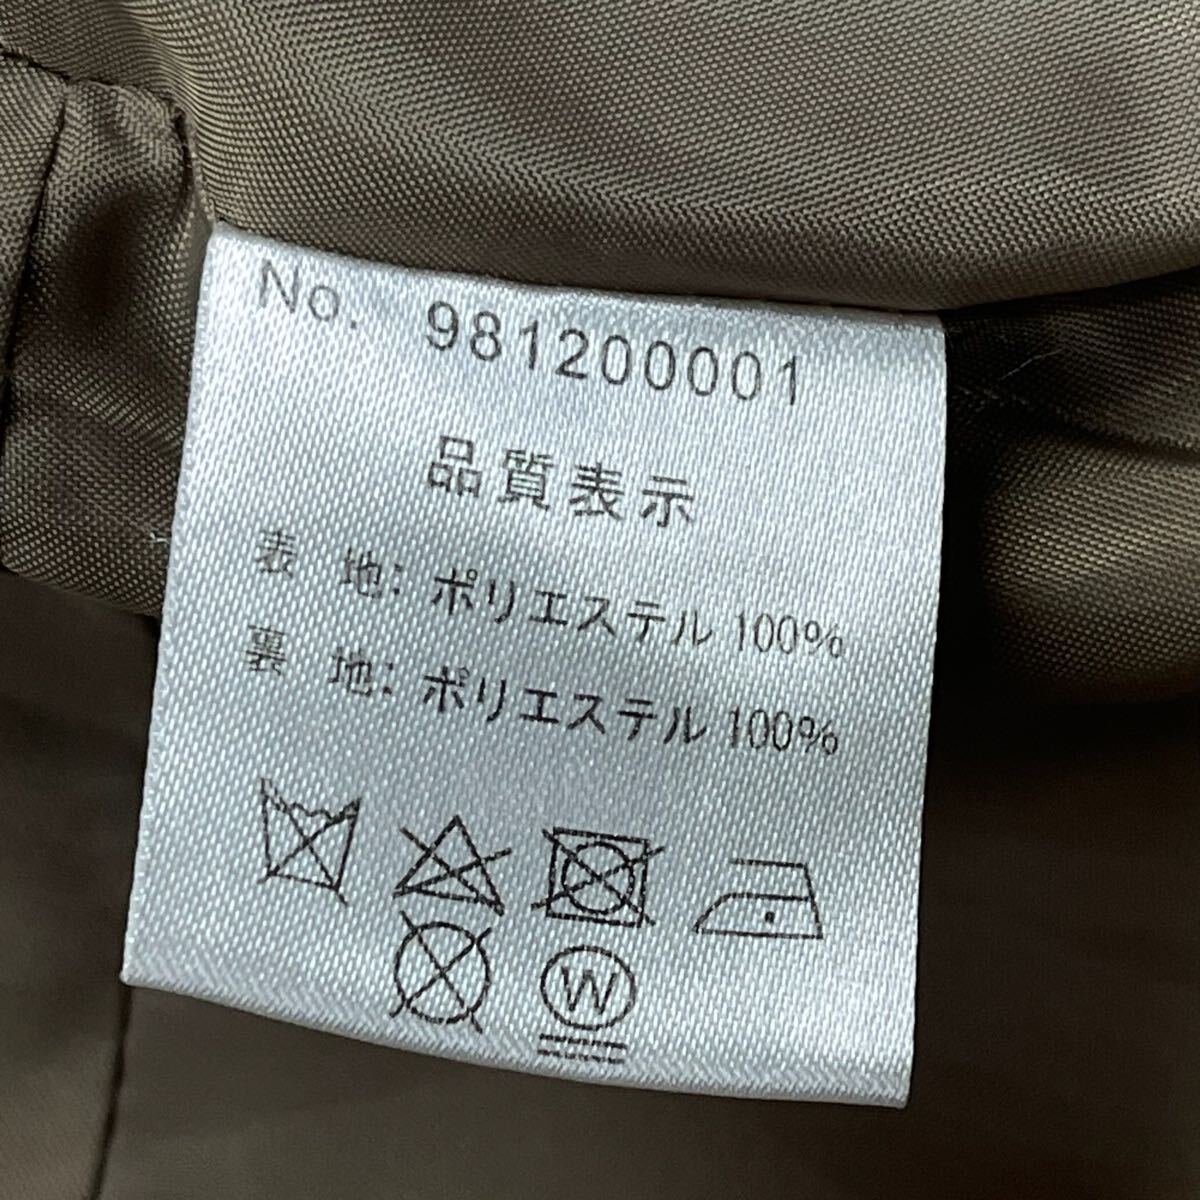 No. 981200001
品質表示
表 地: ポリエステル 100%
裏 地: ポリエステル 100%
W